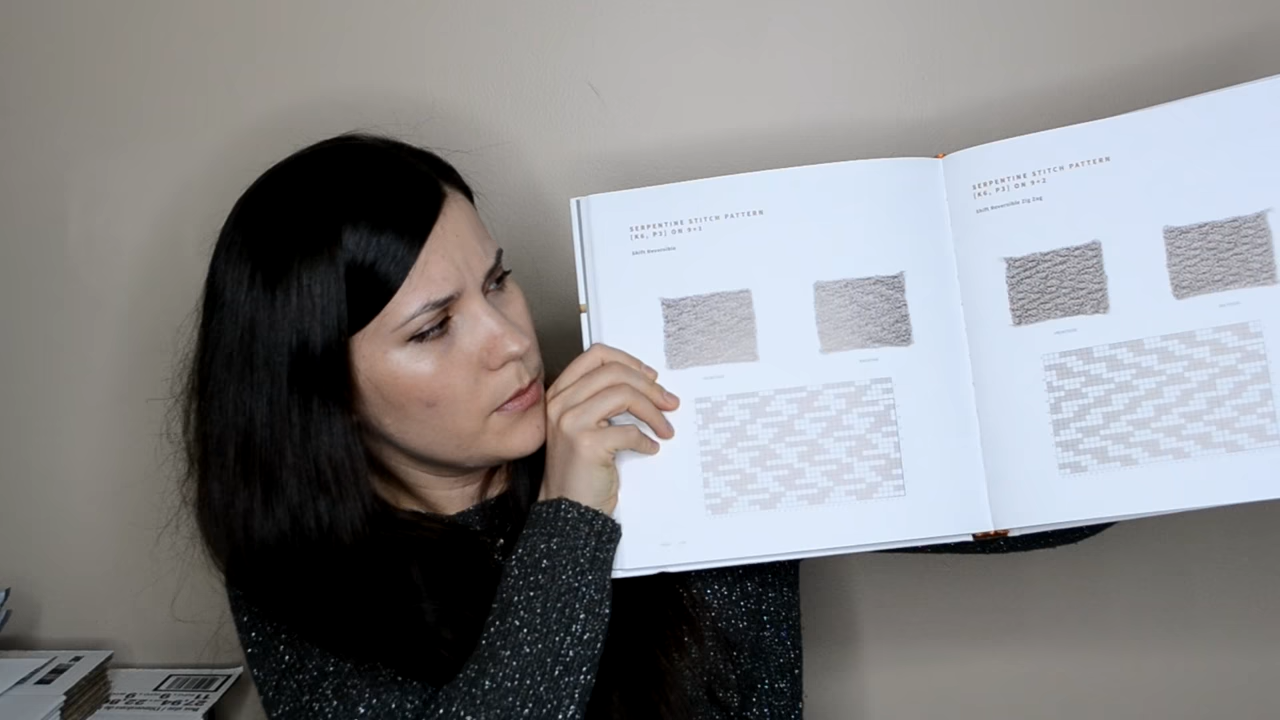 SERPENTINE STITCH PATTERN
[K6, P3] ON 9+1
Shift Reversible
SERPENTINE STITCH PATTERN
[K6, P3] ON 9+2
Shift Reversible Zig Zag